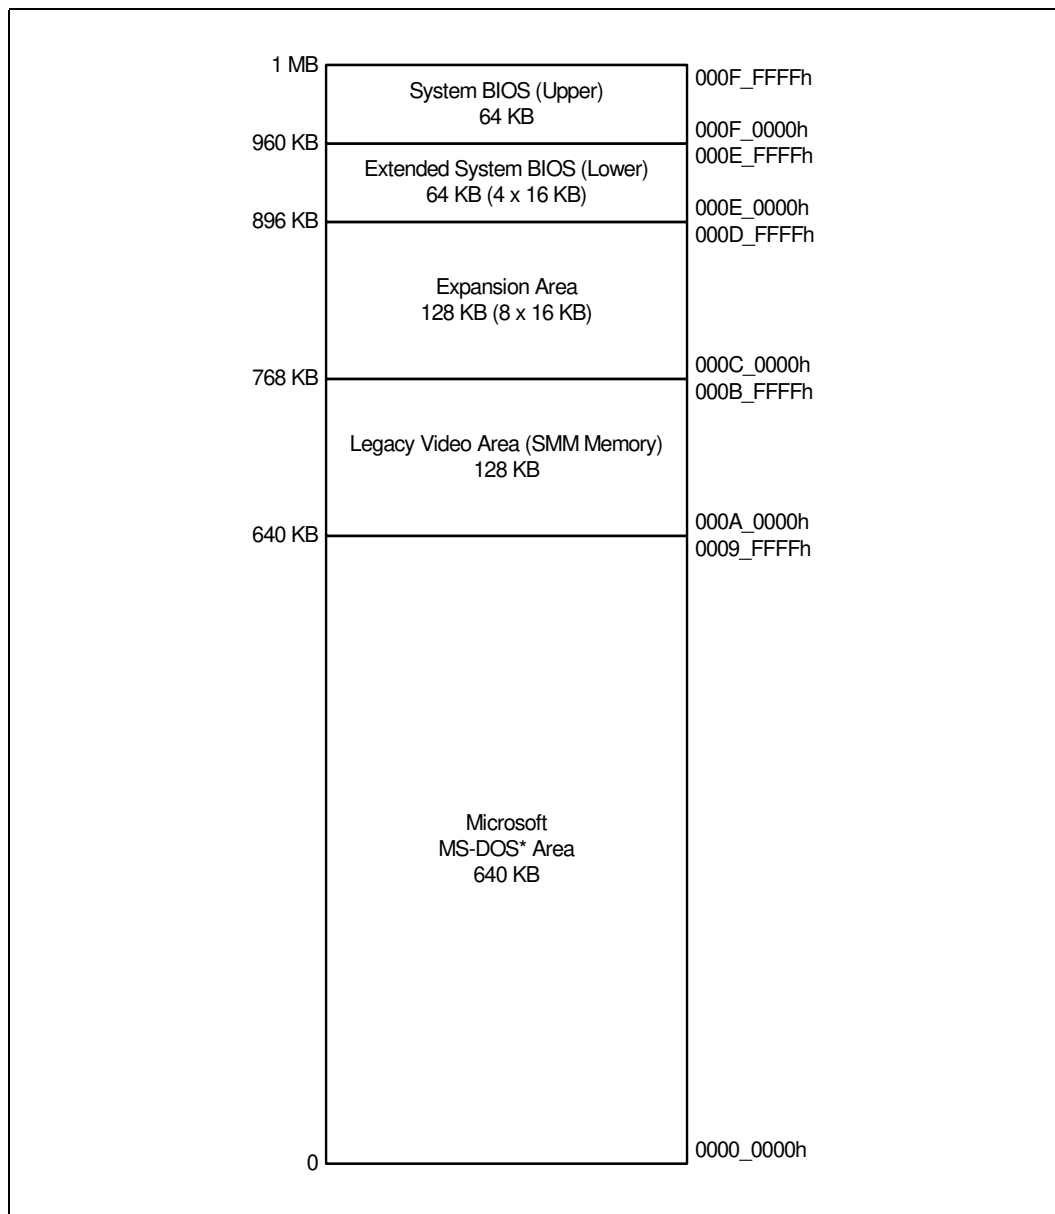 1 MB
000F_FFFFh
System BIOS (Upper)
64 KB
000F_0000h
960 KB
000E_FFFFh
Extended System BIOS (Lower)
64 KB (4 x 16 KB)
000E_0000h
896 KB
000D_FFFFh
Expansion Area
128 KB (8 x 16 KB)
000C_0000h
768 KB
000B_FFFFh
Legacy Video Area (SMM Memory)
128 KB
000A_0000h
640 KB
0009_FFFFh
Microsoft
MS-DOS* Area
640 KB
0000_0000h
0